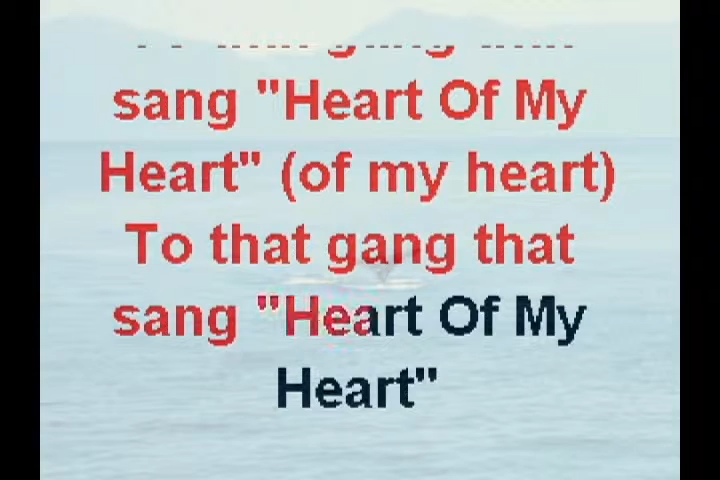 sang "Heart Of My
Heart" (of my heart)
To that gang that
sang "Heart Of My
Heart"